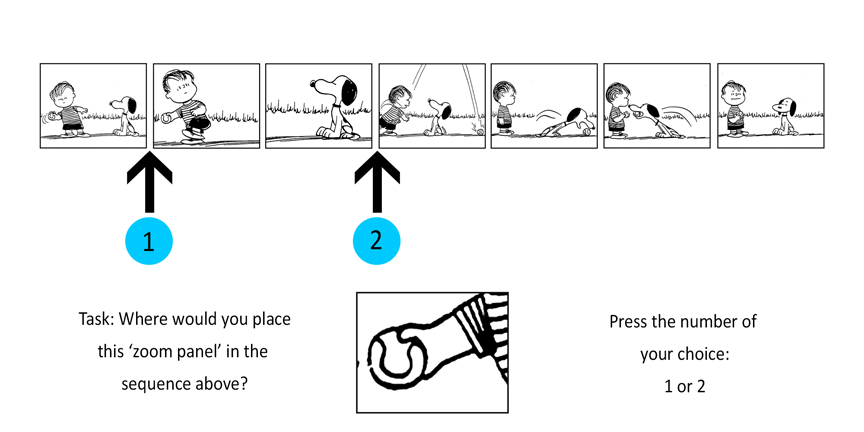 1
2
Task: Where would you place
this ‘zoom panel’ in the
sequence above?
Press the number of
your choice:
1 or 2